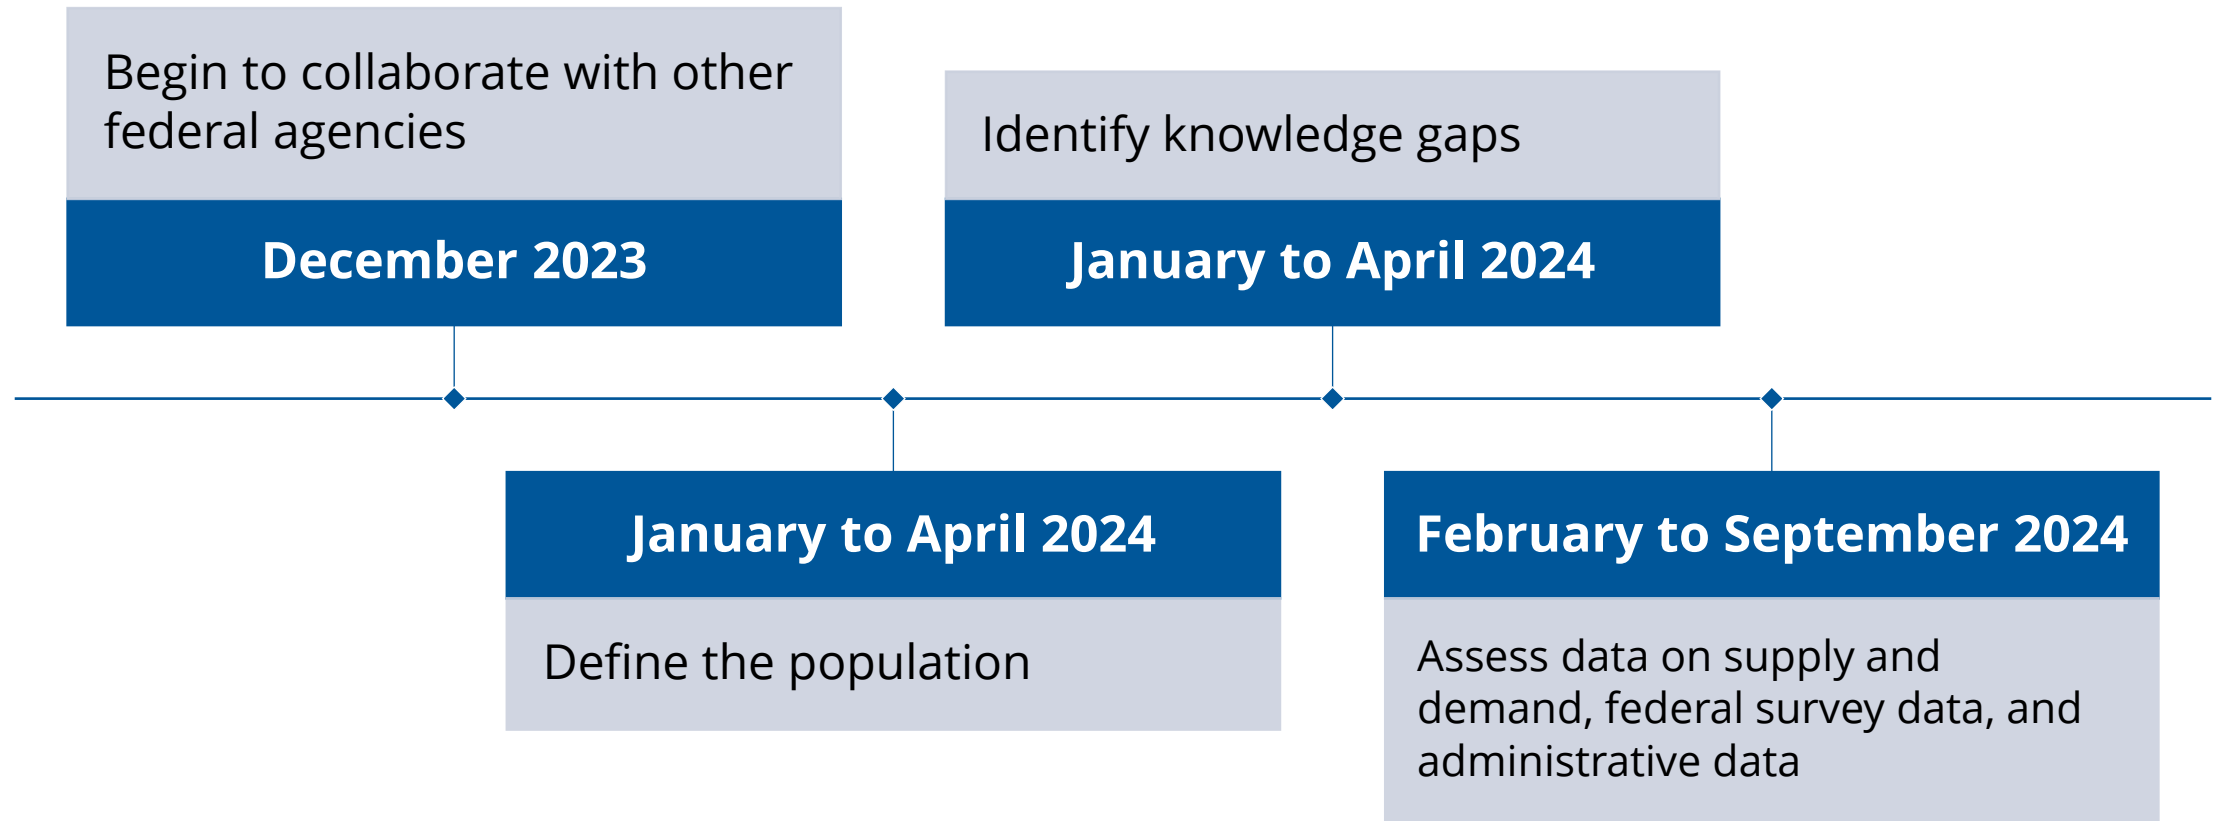 Begin to collaborate with other
federal agencies
December 2023
January to April 2024
Define the population
Identify knowledge gaps
January to April 2024
February to September 2024
Assess data on supply and
demand, federal survey data, and
administrative data